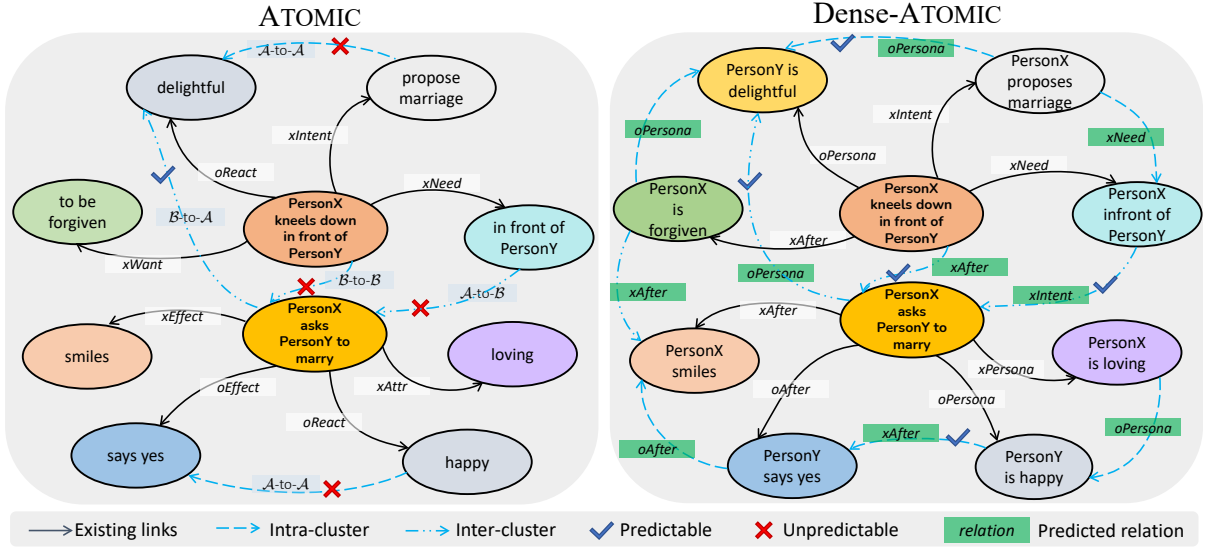 ATOMIC
A-to-A
delightful
propose
marriage
xIntent
oReact
xNeed
to be
forgiven
B-to-A
PersonX
kneels down
in front of
PersonY
in front of
PersonY
xWant
B-to-B
A-to-B
xEffect
PersonX
asks
PersonY to
marry
smiles
loving
oEffect
xAttr
oReact
says yes
happy
A-to-A
Dense-ATOMIC
oPersona
PersonY is
delightful
PersonX
proposes
marriage
oPersona
xIntent
xNeed
oPersona
xNeed
PersonX
is
forgiven
PersonX
kneels down
in front of
PersonY
PersonX
infront of
PersonY
xAfter
oPersona
xAfter
xAfter
xIntent
xAfter
PersonX
asks
PersonY to
marry
PersonX
smiles
PersonX
is loving
xPersona
oAfter
oPersona
oPersona
xAfter
oAfter
PersonY
says yes
PersonY
is happy
Existing links
Intra-cluster
Inter-cluster
Predictable
Unpredictable
relation
Predicted relation